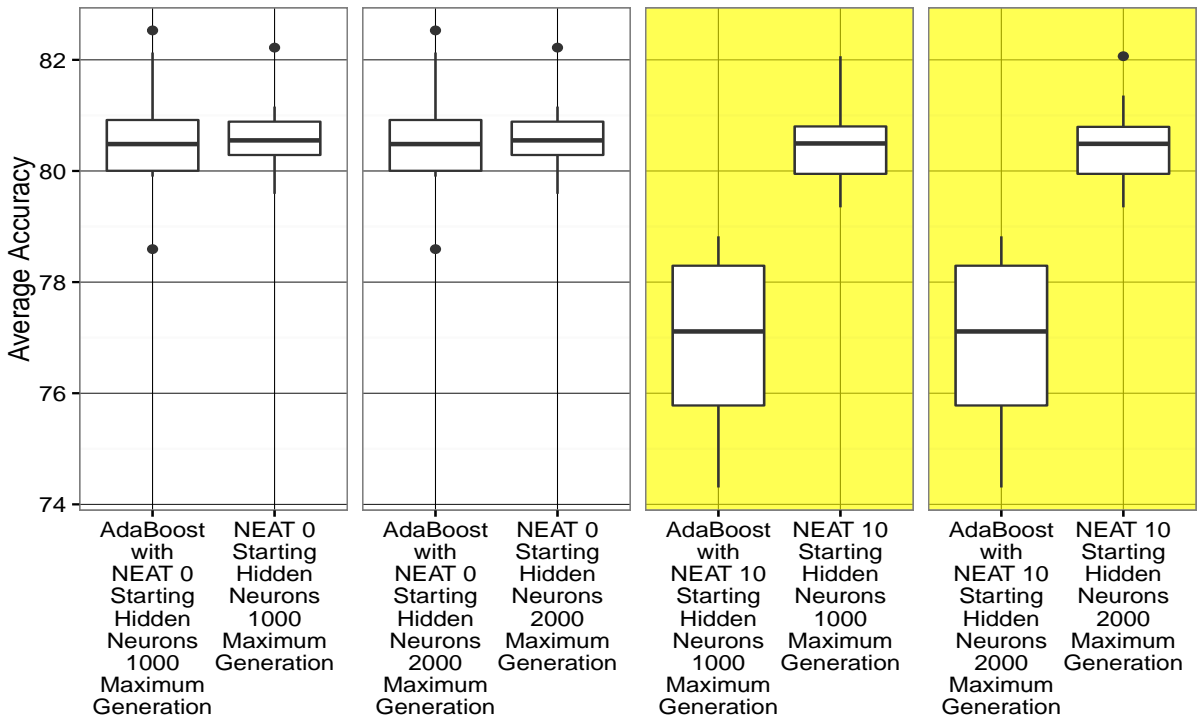 82
80
78
76
74
Average Accuracy
AdaBoost
with
NEAT 0
Starting
Hidden
Neurons
1000
Maximum
Generation
NEAT 0
Starting
Hidden
Neurons
1000
Maximum
Generation
AdaBoost
with
NEAT 0
Starting
Hidden
Neurons
2000
Maximum
Generation
NEAT 0
Starting
Hidden
Neurons
2000
Maximum
Generation
AdaBoost
with
NEAT 10
Starting
Hidden
Neurons
1000
Maximum
Generation
NEAT 10
Starting
Hidden
Neurons
1000
Maximum
Generation
AdaBoost
with
NEAT 10
Starting
Hidden
Neurons
2000
Maximum
Generation
NEAT 10
Starting
Hidden
Neurons
2000
Maximum
Generation